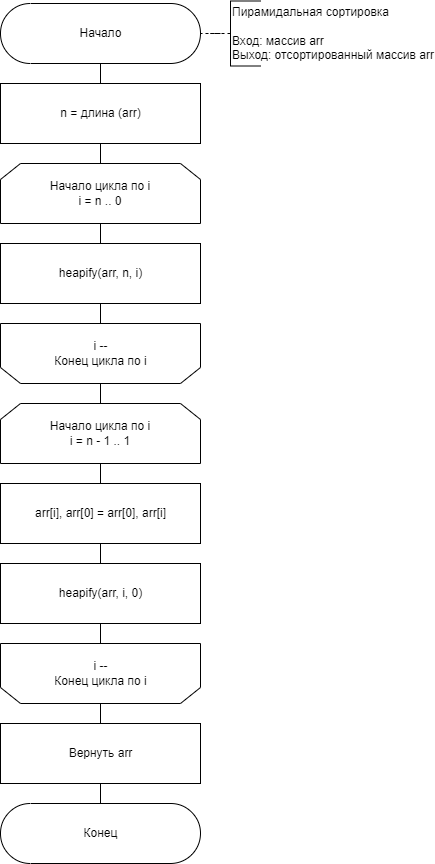 Начало
Пирамидальная сортировка
Вход: массив arr
Выход: отсортированный массив arr
n = длина (arr)
Начало цикла по i
i = n .. 0
heapify(arr, n, i)
i --
Конец цикла по i
Начало цикла по i
i = n - 1 .. 1
arr[i], arr[0] = arr[0], arr[i]
heapify(arr, i, 0)
i --
Конец цикла по i
Вернуть arr
Конец